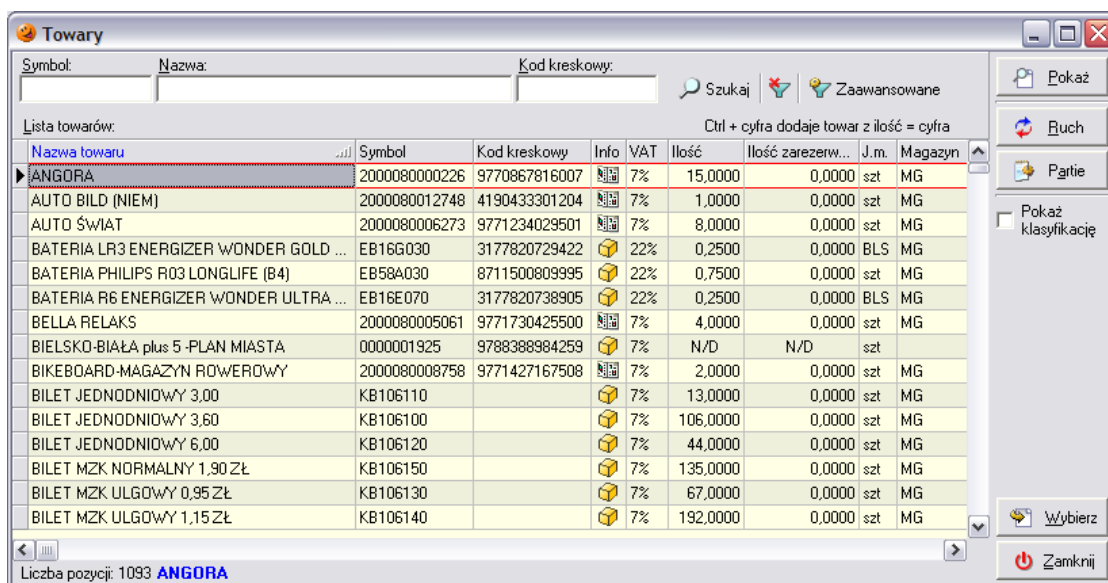 Towary
Symbol: Nazwa: Kod kreskowy:
Szukaj Zaawansowane
Pokaż
Lista towarów: Ctrl + cyfra dodaje towar z ilość = cyfra
Ruch
Nazwa towaru Symbol Kod kreskowy Info VAT Ilość Ilość zarezerw... J.m. Magazyn
ANGORA 2000080000226 9770867816007 7% 15,0000 0,0000 szt MG
Partie
AUTO BILD (NIEM) 2000080012748 4190433301204 7% 1,0000 0,0000 szt MG
AUTO ŚWIAT 2000080006273 9771234029501 7% 8,0000 0,0000 szt MG
Pokaż
klasyfikację
BATERIA LR3 ENERGIZER WONDER GOLD ... EB16G030 3177820729422 22% 0,2500 0,0000 BLS MG
BATERIA PHILIPS R03 LONGLIFE (B4) EB58A030 8711500809995 22% 0,7500 0,0000 szt MG
BATERIA R6 ENERGIZER WONDER ULTRA ... EB16E070 3177820738905 22% 0,2500 0,0000 BLS MG
BELLA RELAKS 2000080005061 9771730425500 7% 4,0000 0,0000 szt MG
BIELSKO-BIAŁA plus 5 -PLAN MIASTA 0000001925 9788388984259 7% N/D N/D szt
BIKEBOARD-MAGAZYN ROWEROWY 2000080008758 9771427167508 7% 2,0000 0,0000 szt MG
BILET JEDNODNIOWY 3,00 KB106110 7% 13,0000 0,0000 szt MG
BILET JEDNODNIOWY 3,60 KB106100 7% 106,0000 0,0000 szt MG
BILET JEDNODNIOWY 6,00 KB106120 7% 44,0000 0,0000 szt MG
BILET MZK NORMALNY 1,90 ZŁ KB106150 7% 135,0000 0,0000 szt MG
BILET MZK ULGOWY 0,95 ZŁ KB106130 7% 67,0000 0,0000 szt MG
BILET MZK ULGOWY 1,15 ZŁ KB106140 7% 192,0000 0,0000 szt MG
Wybierz
Zamknij
Liczba pozycji: 1093 ANGORA